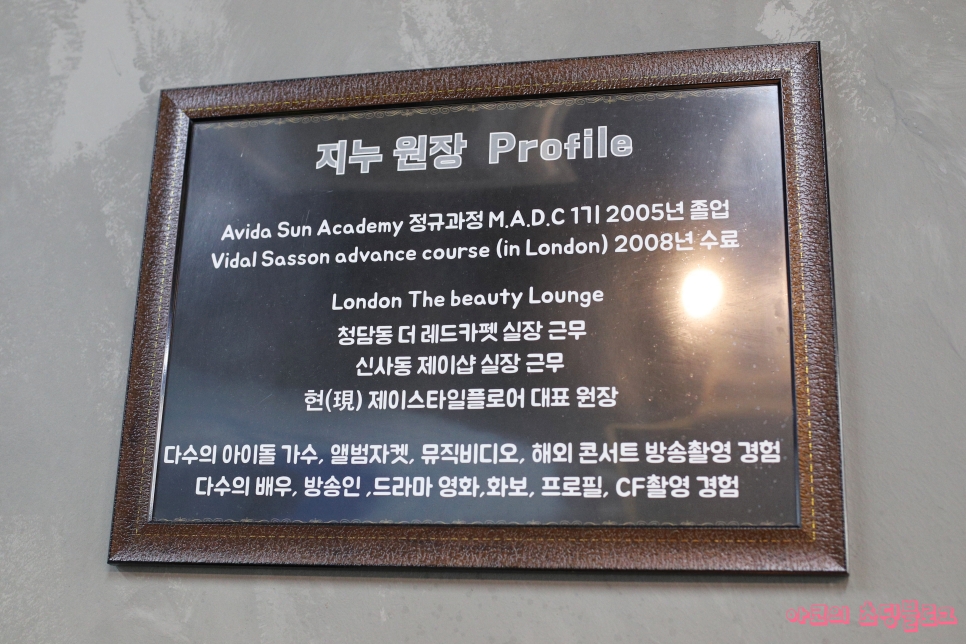 지누 원장 Profile
Avida Sun Academy 정규과정 M.A.D.C 1기 2005년 졸업
Vidal Sasson advance course (in London) 2008년 수료
London The beauty Lounge
청담동 더 레드카펫 실장 근무
신사동 제이샵 실장 근무
현(現) 제이스타일플로어 대표 원장
다수의 아이돌 가수, 앨범자켓, 뮤직비디오, 해외 콘서트 방송촬영 경험
다수의 배우, 방송인 ,드라마 영화,화보, 프로필, CF촬영 경험